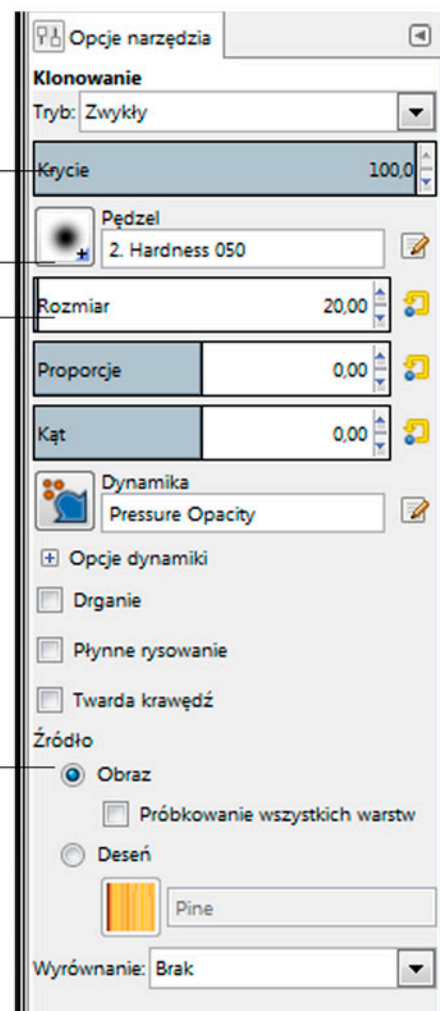 Opcje narzędzia
Klonowanie
Tryb: Zwykły
Krycie 100,0
Pędzel
2. Hardness 050
Rozmiar 20,00
Proporcje 0,00
Kąt 0,00
Dynamika
Pressure Opacity
Opcje dynamiki
Drganie
Płynne rysowanie
Twarda krawędź
Źródło
Obraz
Próbkowanie wszystkich warstw
Deseń
Pine
Wyrównanie: Brak